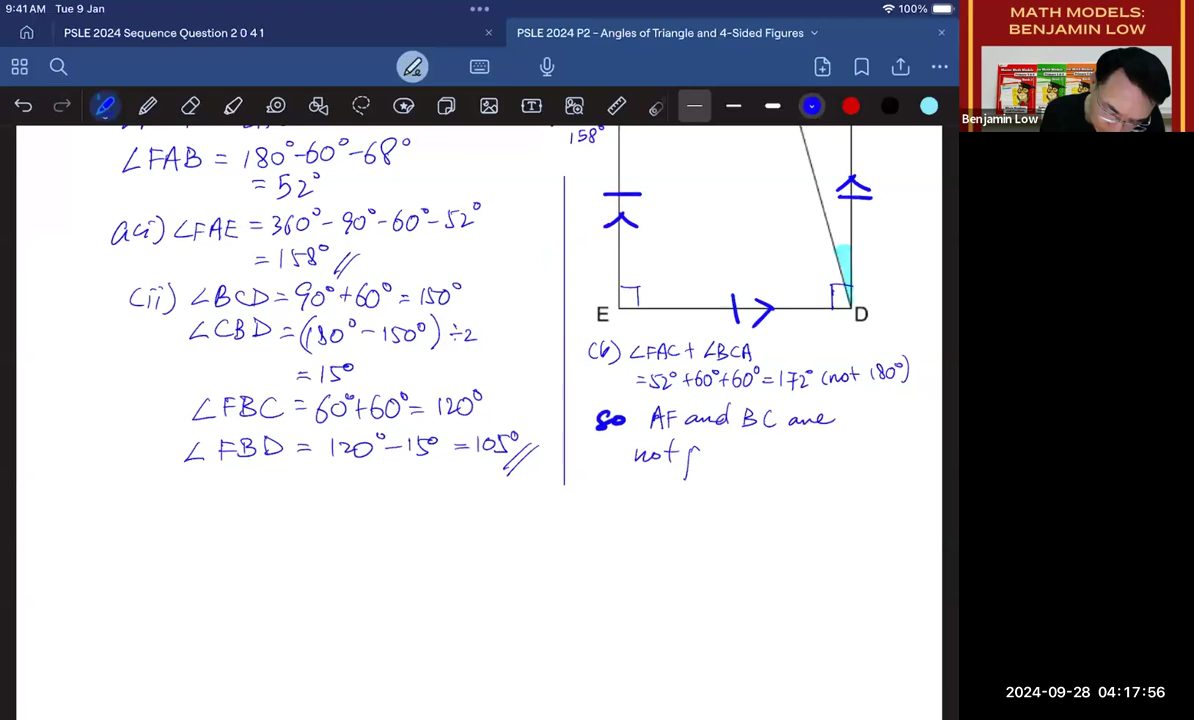 9:41 AM Tue 9 Jan
100%
MATH MODELS:
BENJAMIN LOW
PSLE 2024 Sequence Question 2 0 4 1
PSLE 2024 P2 – Angles of Triangle and 4-Sided Figures
Benjamin Low
∠FAB = 180°-60°-68°
= 52°
a(i) ∠FAE = 360°-90°-60°-52°
= 158°
(ii) ∠BCD = 90°+60° = 150°
∠CBD = (180°-150°) ÷2
= 15°
∠FBC = 60°+60° = 120°
∠FBD = 120°-15° = 105°
158°
E
D
(b) ∠FAC + ∠BCA
= 52°+60°+60° = 172° (not 180°)
so AF and BC are
not p
2024-09-28 04:17:56